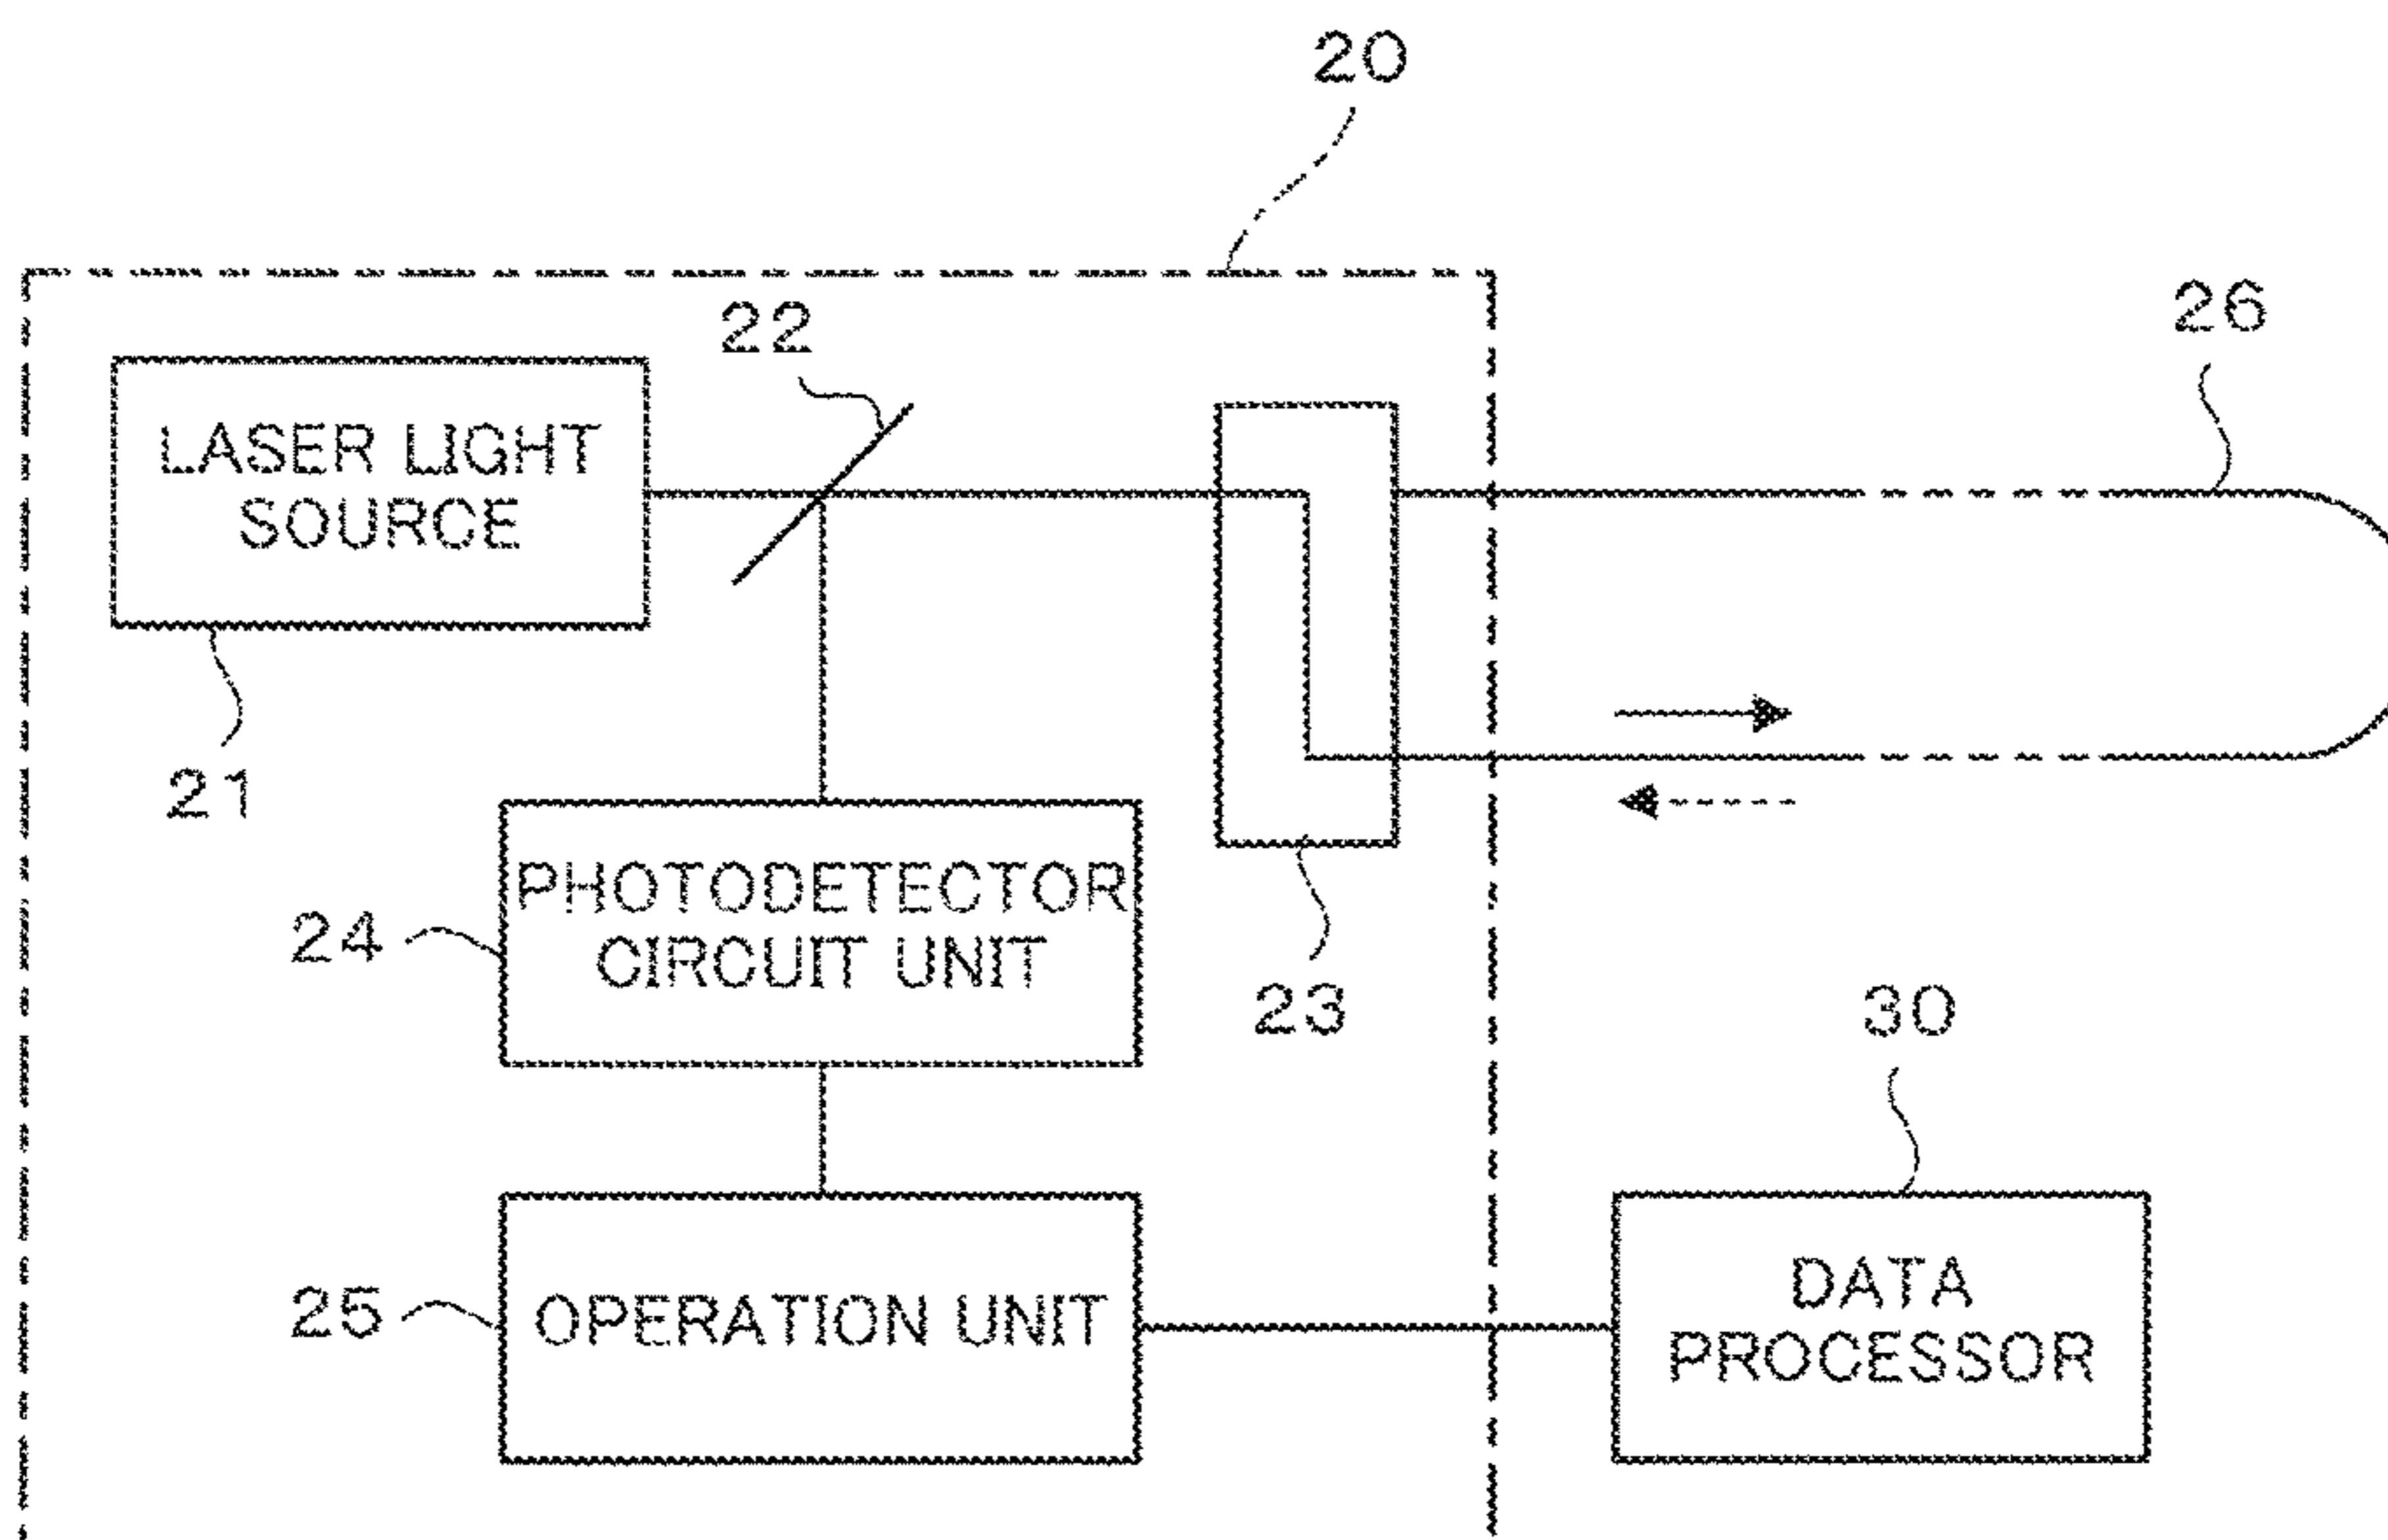 20
26
22
LASER LIGHT
SOURCE
21
PHOTODETECTOR
CIRCUIT UNIT
24
23
30
25
OPERATION UNIT
DATA
PROCESSOR